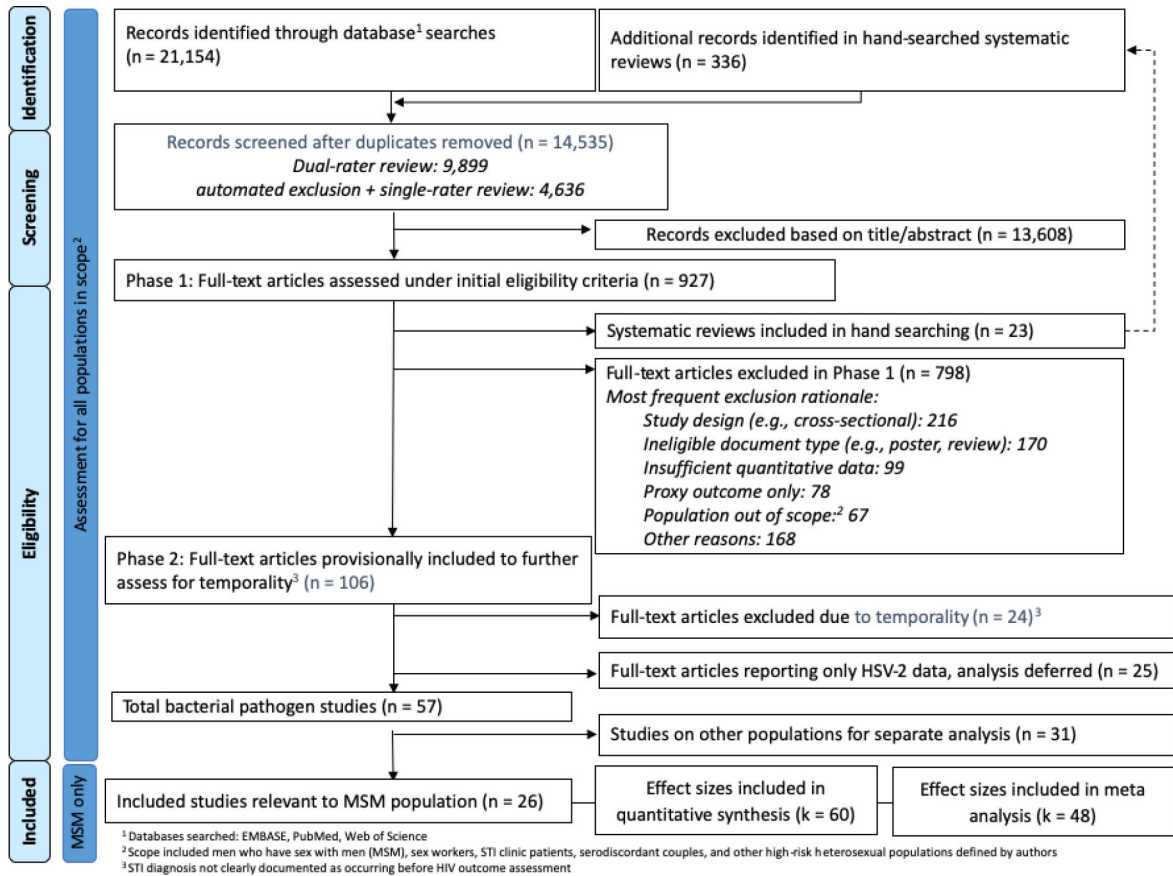 Identification
Screening
Eligibility
Included
Assessment for all populations in scope2
MSM only
Records identified through database1 searches
(n = 21,154)
Additional records identified in hand-searched systematic
reviews (n = 336)
Records screened after duplicates removed (n = 14,535)
Dual-rater review: 9,899
automated exclusion + single-rater review: 4,636
Records excluded based on title/abstract (n = 13,608)
Phase 1: Full-text articles assessed under initial eligibility criteria (n = 927)
Systematic reviews included in hand searching (n = 23)
Full-text articles excluded in Phase 1 (n = 798)
Most frequent exclusion rationale:
Study design (e.g., cross-sectional): 216
Ineligible document type (e.g., poster, review): 170
Insufficient quantitative data: 99
Proxy outcome only: 78
Population out of scope:2 67
Other reasons: 168
Phase 2: Full-text articles provisionally included to further
assess for temporality3 (n = 106)
Full-text articles excluded due to temporality (n = 24)3
Full-text articles reporting only HSV-2 data, analysis deferred (n = 25)
Total bacterial pathogen studies (n = 57)
Studies on other populations for separate analysis (n = 31)
Included studies relevant to MSM population (n = 26)
Effect sizes included in
quantitative synthesis (k = 60)
Effect sizes included in meta
analysis (k = 48)
1 Databases searched: EMBASE, PubMed, Web of Science
2 Scope included men who have sex with men (MSM), sex workers, STI clinic patients, serodiscordant couples, and other high-risk heterosexual populations defined by authors
3 STI diagnosis not clearly documented as occurring before HIV outcome assessment